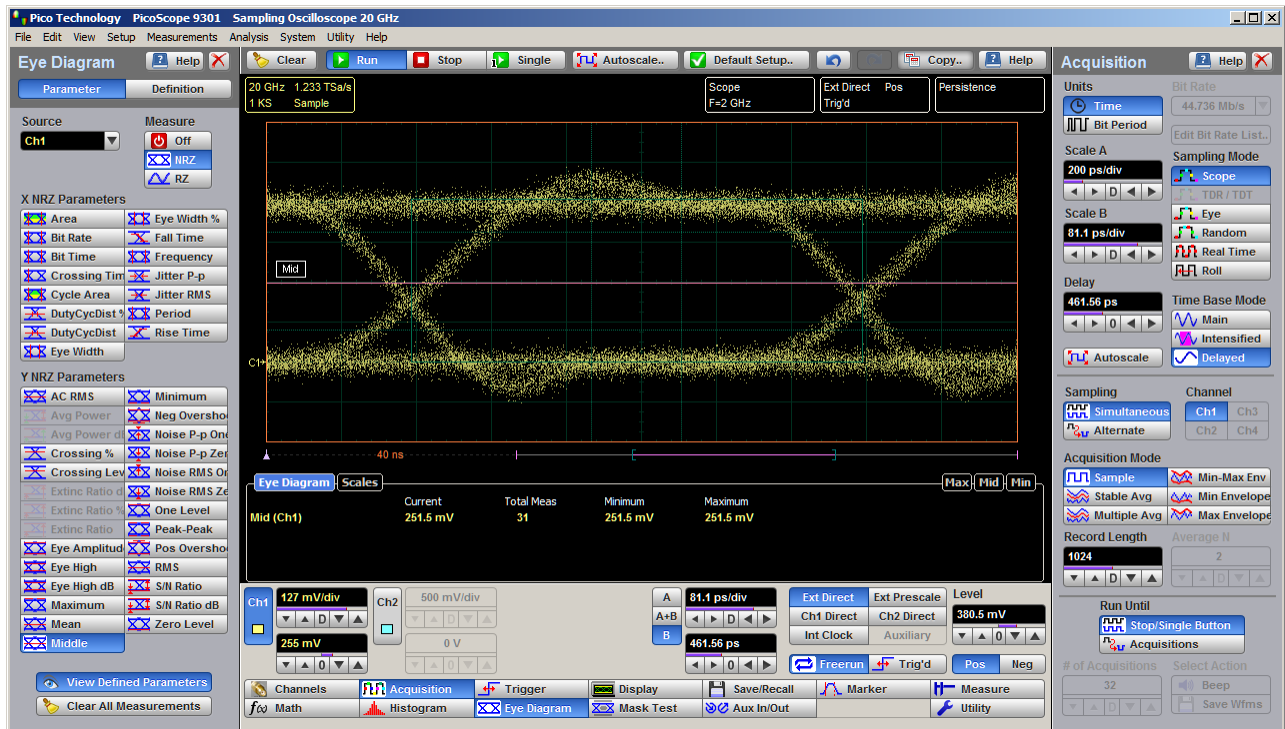 Pico Technology PicoScope 9301 Sampling Oscilloscope 20 GHz
File Edit View Setup Measurements Analysis System Utility Help
Eye Diagram Help
Parameter Definition
Source Measure
Ch1 Off
NRZ
RZ
X NRZ Parameters
Area Eye Width %
Bit Rate Fall Time
Bit Time Frequency
Crossing Tim Jitter P-p
Cycle Area Jitter RMS
DutyCycDist % Period
DutyCycDist Rise Time
Eye Width
Y NRZ Parameters
AC RMS Minimum
Avg Power Neg Oversho
Avg Power dB Noise P-p One
Crossing % Noise P-p Zer
Crossing Lev Noise RMS On
Extinc Ratio d Noise RMS Ze
Extinc Ratio % One Level
Extinc Ratio Peak-Peak
Eye Amplitud Pos Oversho
Eye High RMS
Eye High dB S/N Ratio
Maximum S/N Ratio dB
Mean Zero Level
Middle
View Defined Parameters
Clear All Measurements
Clear Run Stop Single Autoscale.. Default Setup.. Copy.. Help
20 GHz 1.233 TSa/s
1 KS Sample
Scope
F=2 GHz
Ext Direct Pos
Trig'd
Persistence
Mid
C1
40 ns
Eye Diagram Scales Max Mid Min
Current Total Meas Minimum Maximum
Mid (Ch1) 251.5 mV 31 251.5 mV 251.5 mV
Ch1 127 mV/div
D
255 mV
0
Ch2 500 mV/div
D
0 V
0
A 81.1 ps/div
A+B D
B 461.56 ps
0
Ext Direct Ext Prescale
Ch1 Direct Ch2 Direct
Int Clock Auxiliary
Level
380.5 mV
0
Freerun Trig'd Pos Neg
Channels Acquisition Trigger Display Save/Recall Marker Measure
f(x) Math Histogram Eye Diagram Mask Test Aux In/Out Utility
Acquisition Help
Units Bit Rate
Time 44.736 Mb/s
Bit Period Edit Bit Rate List..
Scale A Sampling Mode
200 ps/div Scope
D TDR / TDT
Scale B Eye
81.1 ps/div Random
D Real Time
Roll
Delay Time Base Mode
461.56 ps Main
0 Intensified
Autoscale Delayed
Sampling Channel
Simultaneous Ch1 Ch3
Alternate Ch2 Ch4
Acquisition Mode
Sample Min-Max Env
Stable Avg Min Envelope
Multiple Avg Max Envelope
Record Length Average N
1024 2
D D
Run Until
Stop/Single Button
Acquisitions
# of Acquisitions Select Action
32 Beep
D Save Wfms